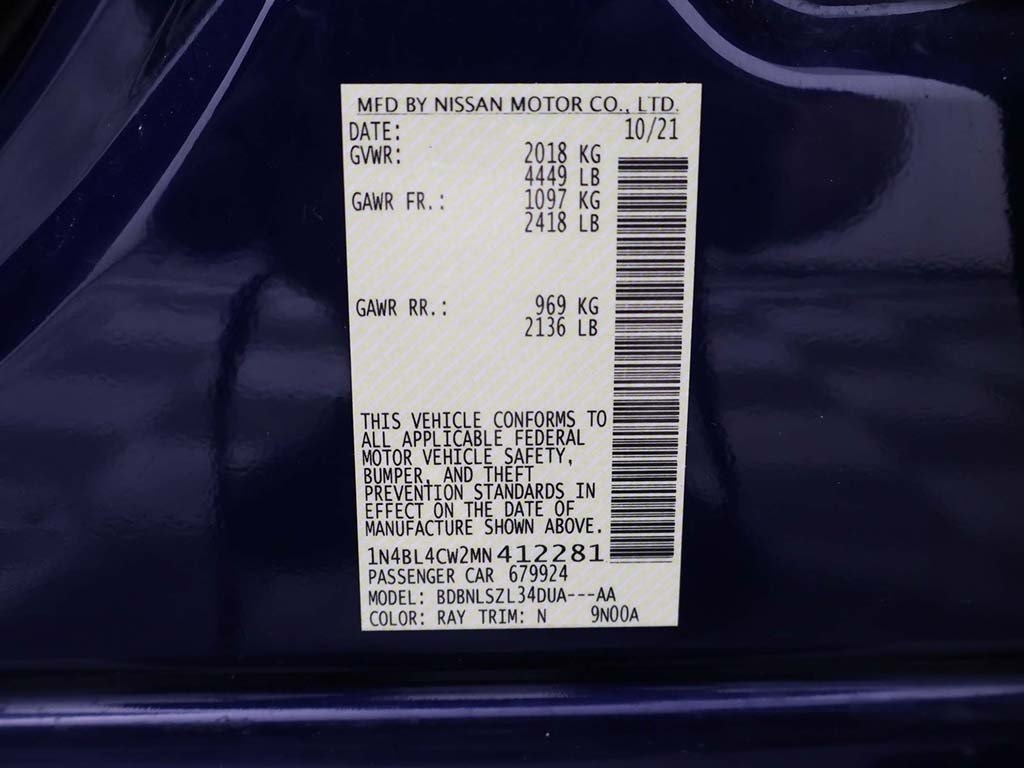 MFD BY NISSAN MOTOR CO., LTD.
DATE: 10/21
GVWR: 2018 KG
4449 LB
GAWR FR.: 1097 KG
2418 LB
GAWR RR.: 969 KG
2136 LB
THIS VEHICLE CONFORMS TO
ALL APPLICABLE FEDERAL
MOTOR VEHICLE SAFETY,
BUMPER, AND THEFT
PREVENTION STANDARDS IN
EFFECT ON THE DATE OF
MANUFACTURE SHOWN ABOVE.
1N4BL4CW2MN412281
PASSENGER CAR 679924
MODEL: BDBNLSZL34DUA---AA
COLOR: RAY TRIM: N 9N00A